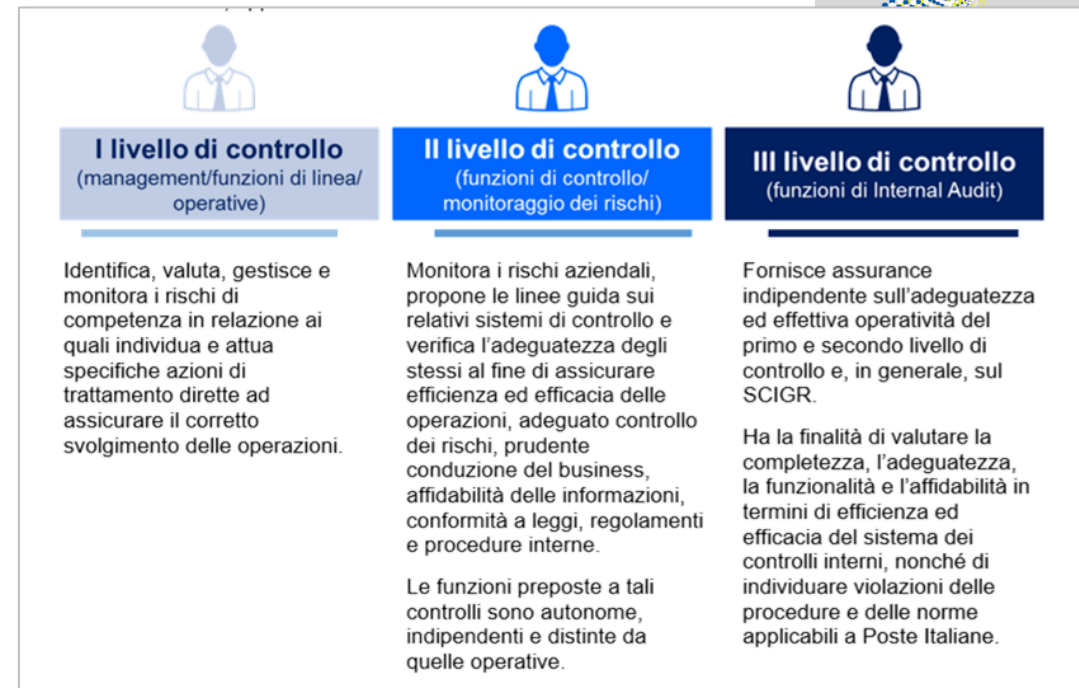 I livello di controllo
(management/funzioni di linea/
operative)
Identifica, valuta, gestisce e
monitora i rischi di
competenza in relazione ai
quali individua e attua
specifiche azioni di
trattamento dirette ad
assicurare il corretto
svolgimento delle operazioni.
II livello di controllo
(funzioni di controllo/
monitoraggio dei rischi)
Monitora i rischi aziendali,
propone le linee guida sui
relativi sistemi di controllo e
verifica l'adeguatezza degli
stessi al fine di assicurare
efficienza ed efficacia delle
operazioni, adeguato controllo
dei rischi, prudente
conduzione del business,
affidabilità delle informazioni,
conformità a leggi, regolamenti
e procedure interne.
Le funzioni preposte a tali
controlli sono autonome,
indipendenti e distinte da
quelle operative.
III livello di controllo
(funzioni di Internal Audit)
Fornisce assurance
indipendente sull'adeguatezza
ed effettiva operatività del
primo e secondo livello di
controllo e, in generale, sul
SCIGR.
Ha la finalità di valutare la
completezza, l'adeguatezza,
la funzionalità e l'affidabilità in
termini di efficienza ed
efficacia del sistema dei
controlli interni, nonché di
individuare violazioni delle
procedure e delle norme
applicabili a Poste Italiane.